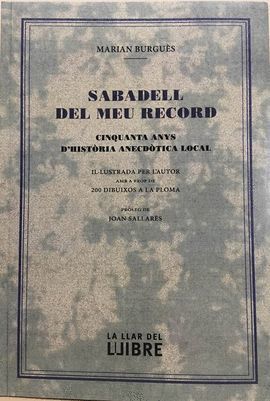 MARIAN BURGUÈS
SABADELL
DEL MEU RECORD
CINQUANTA ANYS
D'HISTÒRIA ANECDÒTICA LOCAL
IL·LUSTRADA PER L'AUTOR
AMB A PROP DE
200 DIBUIXOS A LA PLOMA
PRÒLEG DE
JOAN SALLARÈS
LA LLAR DEL
LLIBRE